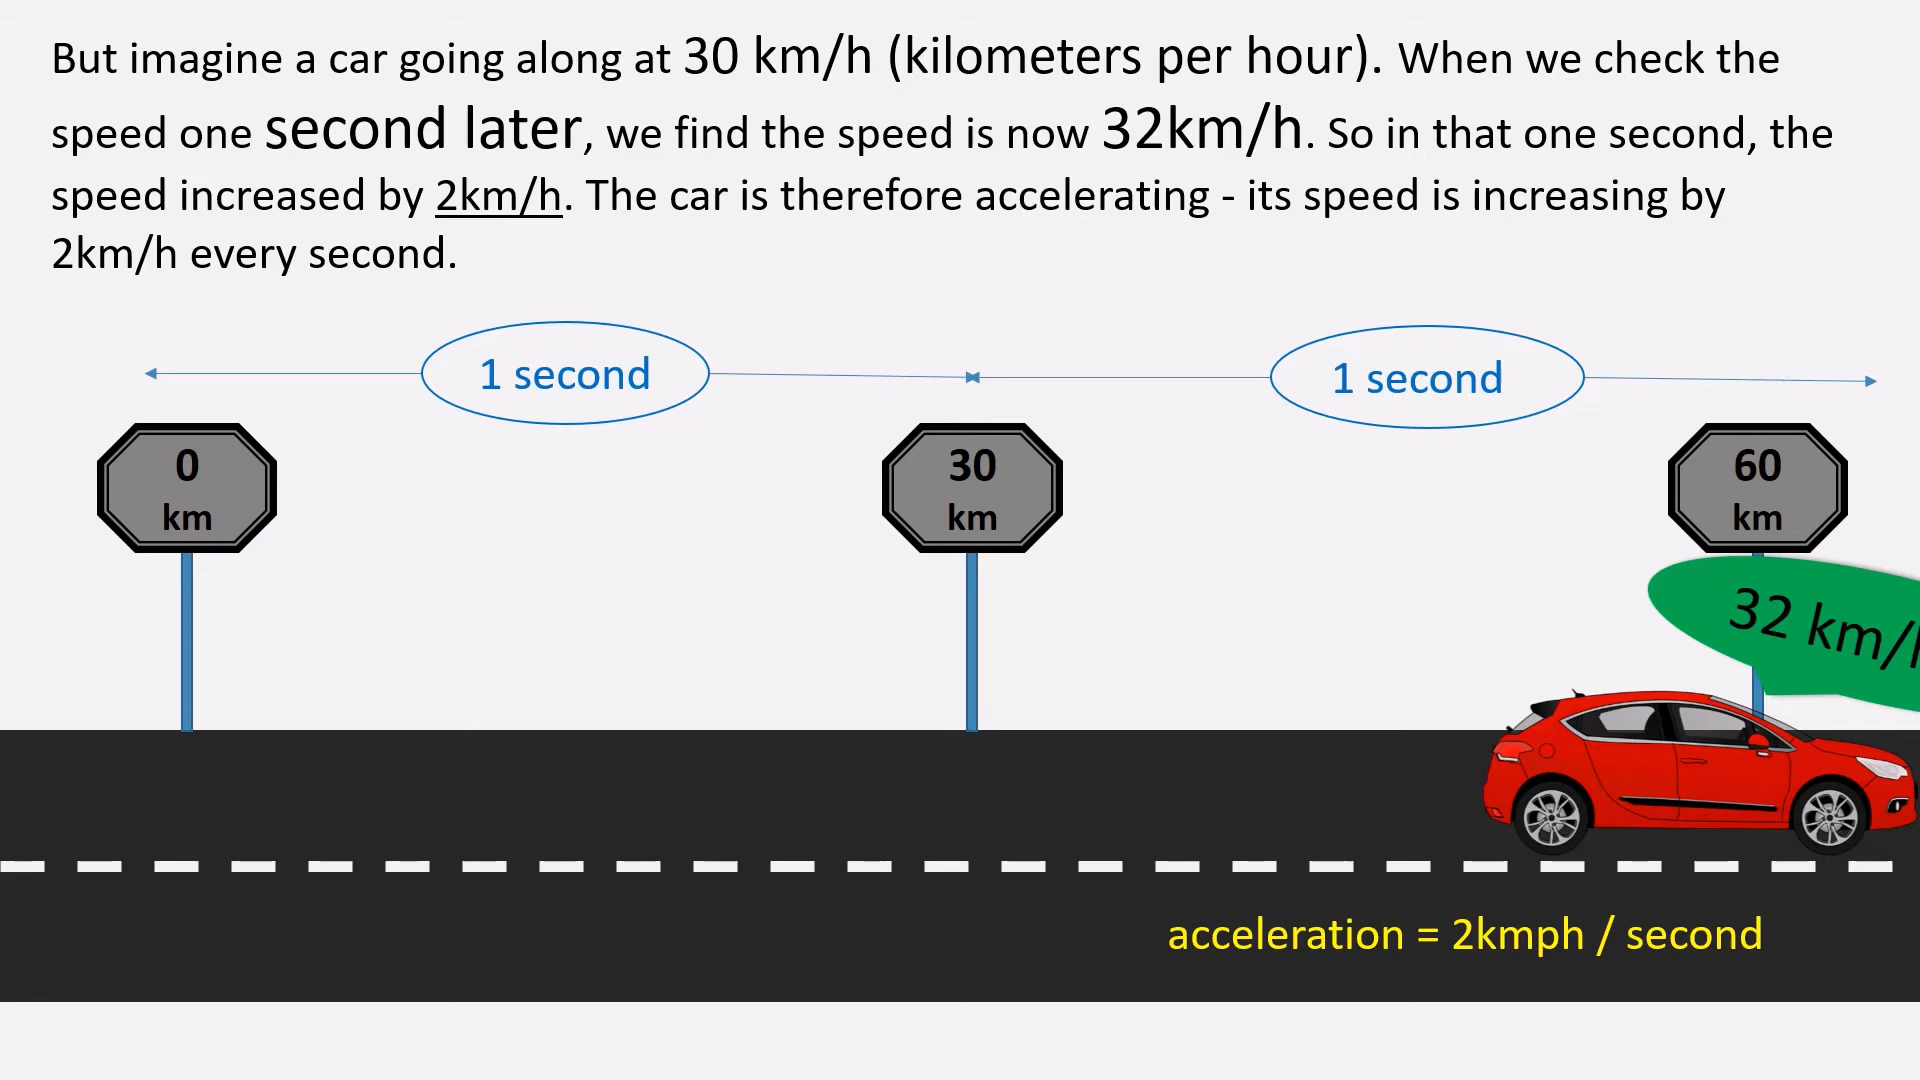 But imagine a car going along at 30 km/h (kilometers per hour). When we check the
speed one second later, we find the speed is now 32km/h. So in that one second, the
speed increased by 2km/h. The car is therefore accelerating - its speed is increasing by
2km/h every second.
1 second
1 second
0
km
30
km
60
km
32 km/h
acceleration = 2kmph / second